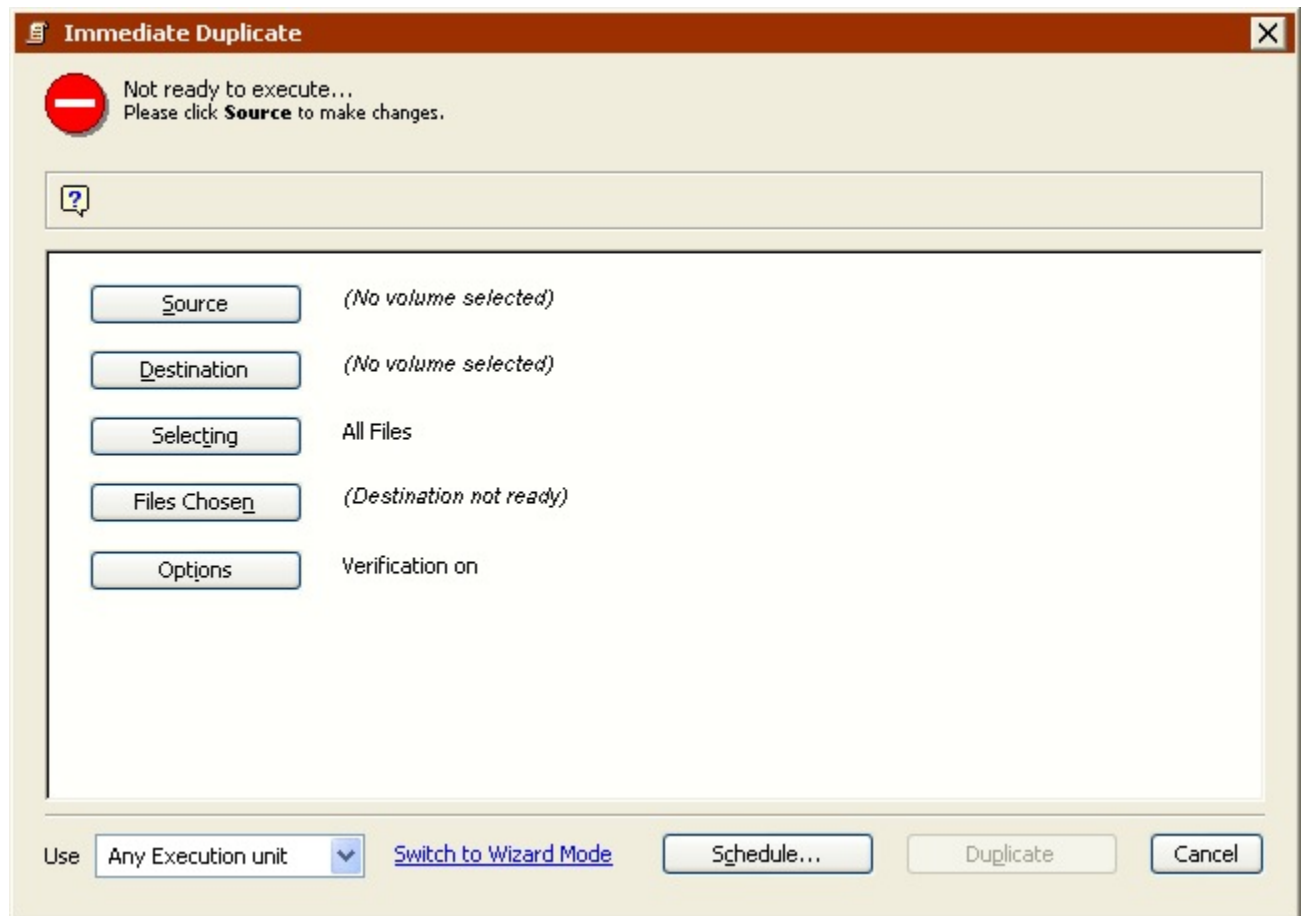 Immediate Duplicate
Not ready to execute...
Please click Source to make changes.
Source (No volume selected)
Destination (No volume selected)
Selecting All Files
Files Chosen (Destination not ready)
Options Verification on
Use Any Execution unit Switch to Wizard Mode Schedule... Duplicate Cancel